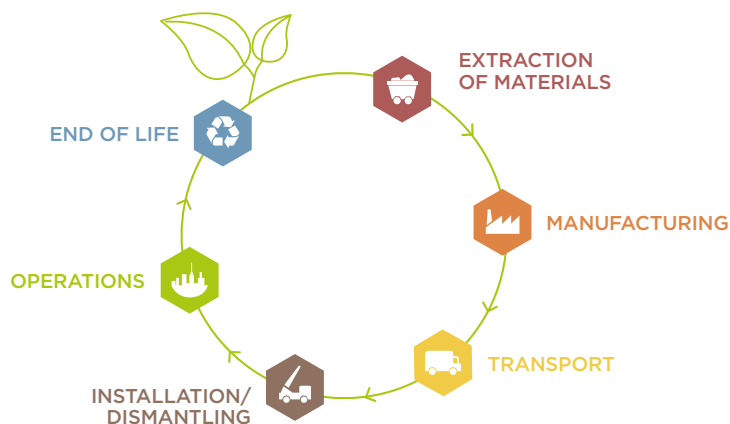 EXTRACTION
OF MATERIALS
MANUFACTURING
TRANSPORT
INSTALLATION/
DISMANTLING
OPERATIONS
END OF LIFE